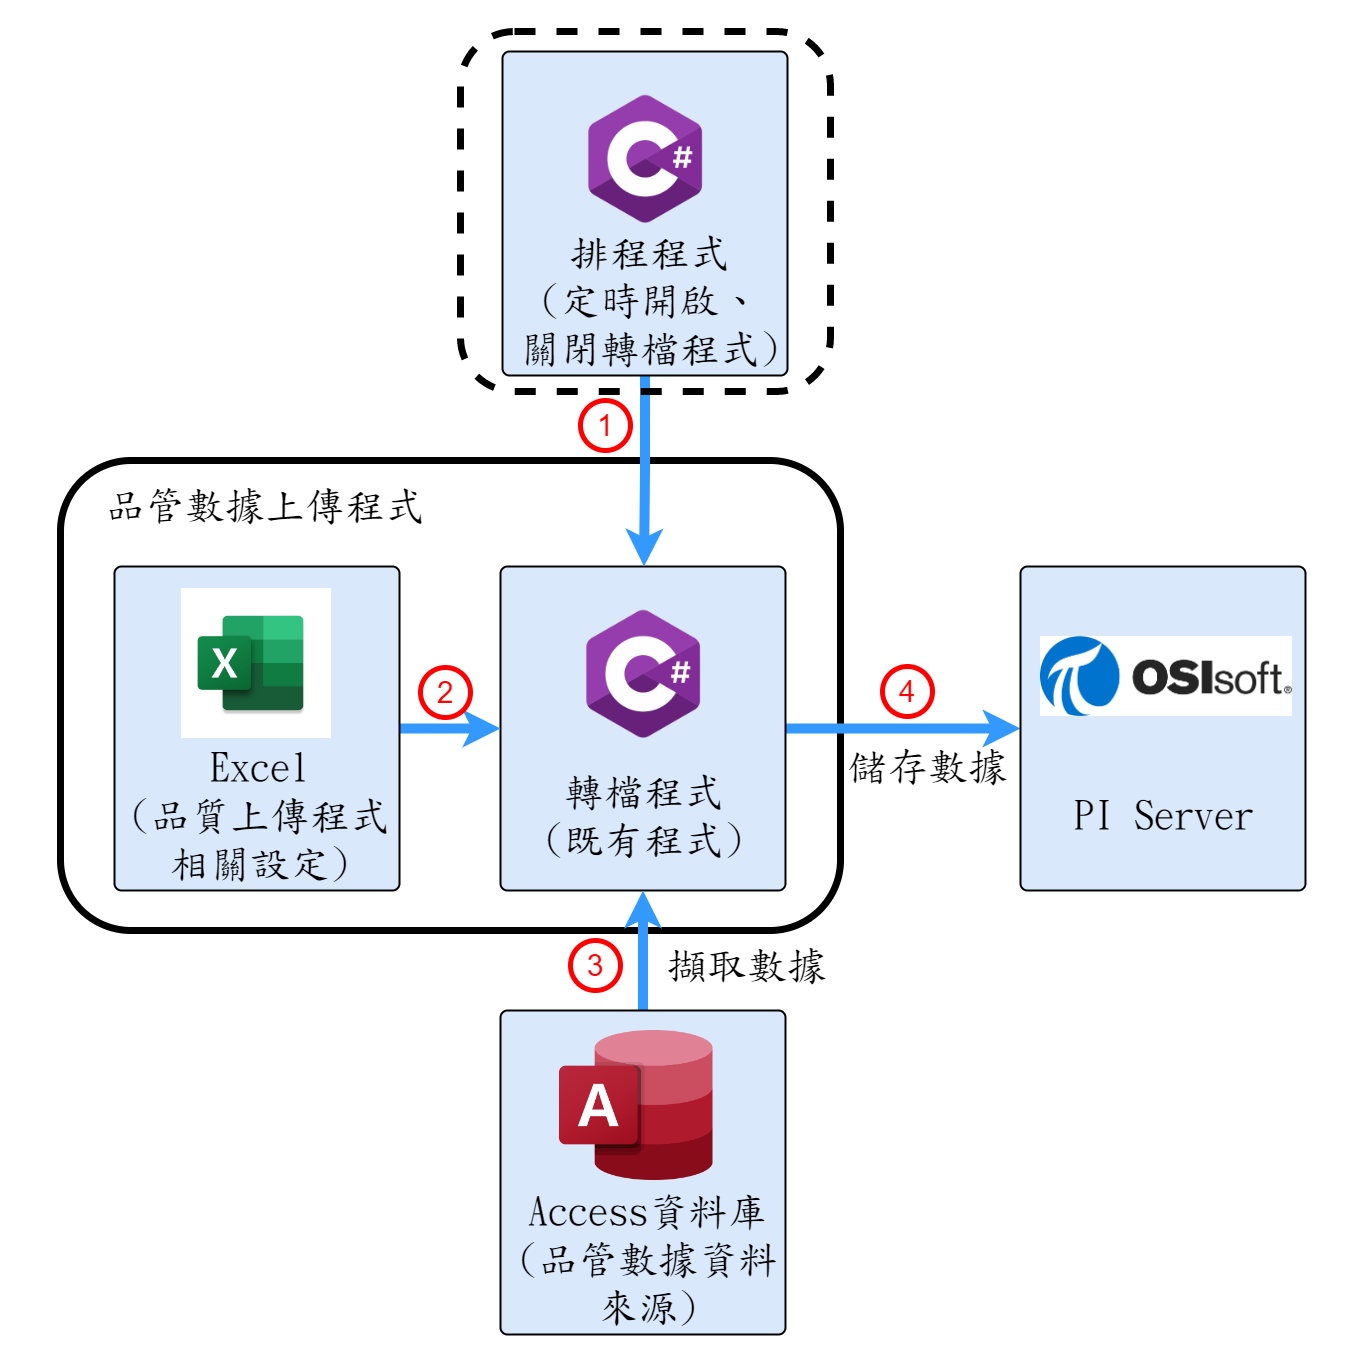 C#
排程程式
（定時開啟、
關閉轉檔程式）
1
品管數據上傳程式
X
Excel
（品質上傳程式
相關設定）
2
C#
轉檔程式
（既有程式）
4
儲存數據
OSIsoft®
PI Server
3
擷取數據
A
Access資料庫
（品管數據資料
來源）